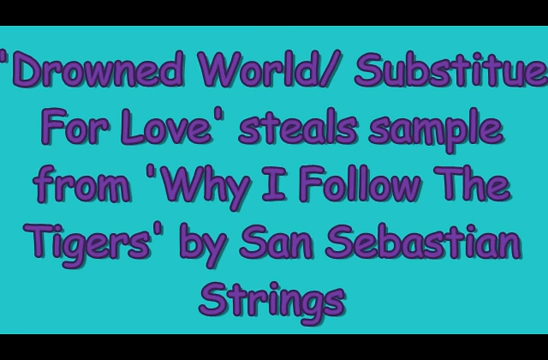 'Drowned World/ Substitue
For Love' steals sample
from 'Why I Follow The
Tigers' by San Sebastian
Strings